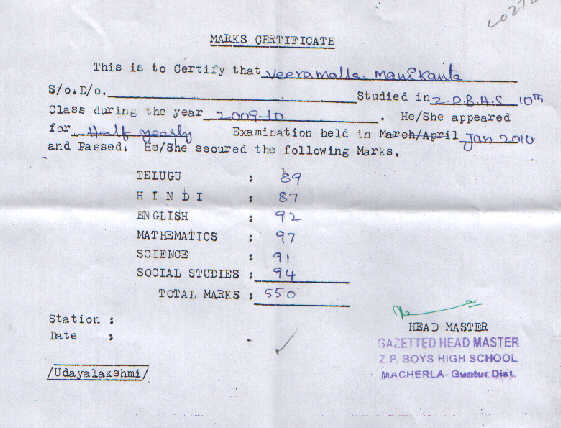 MARKS CERTIFICATE
This is to Certify that Veeramalla Manikanta
S/o.D/o. Studied in Z.P.B.H.S 10th
Class during the year 2009-10 . He/She appeared
for Half yearly Examination held in March/April Jan 2010
and Passed. He/She secured the following Marks.
TELUGU : 89
HINDI : 87
ENGLISH : 92
MATHEMATICS : 97
SCIENCE : 91
SOCIAL STUDIES : 94
TOTAL MARKS : 550
Station :
Date :
HEAD MASTER
GAZETTED HEAD MASTER
Z.P. BOYS HIGH SCHOOL
MACHERLA Guntur Dist.
/Udayalakshmi/